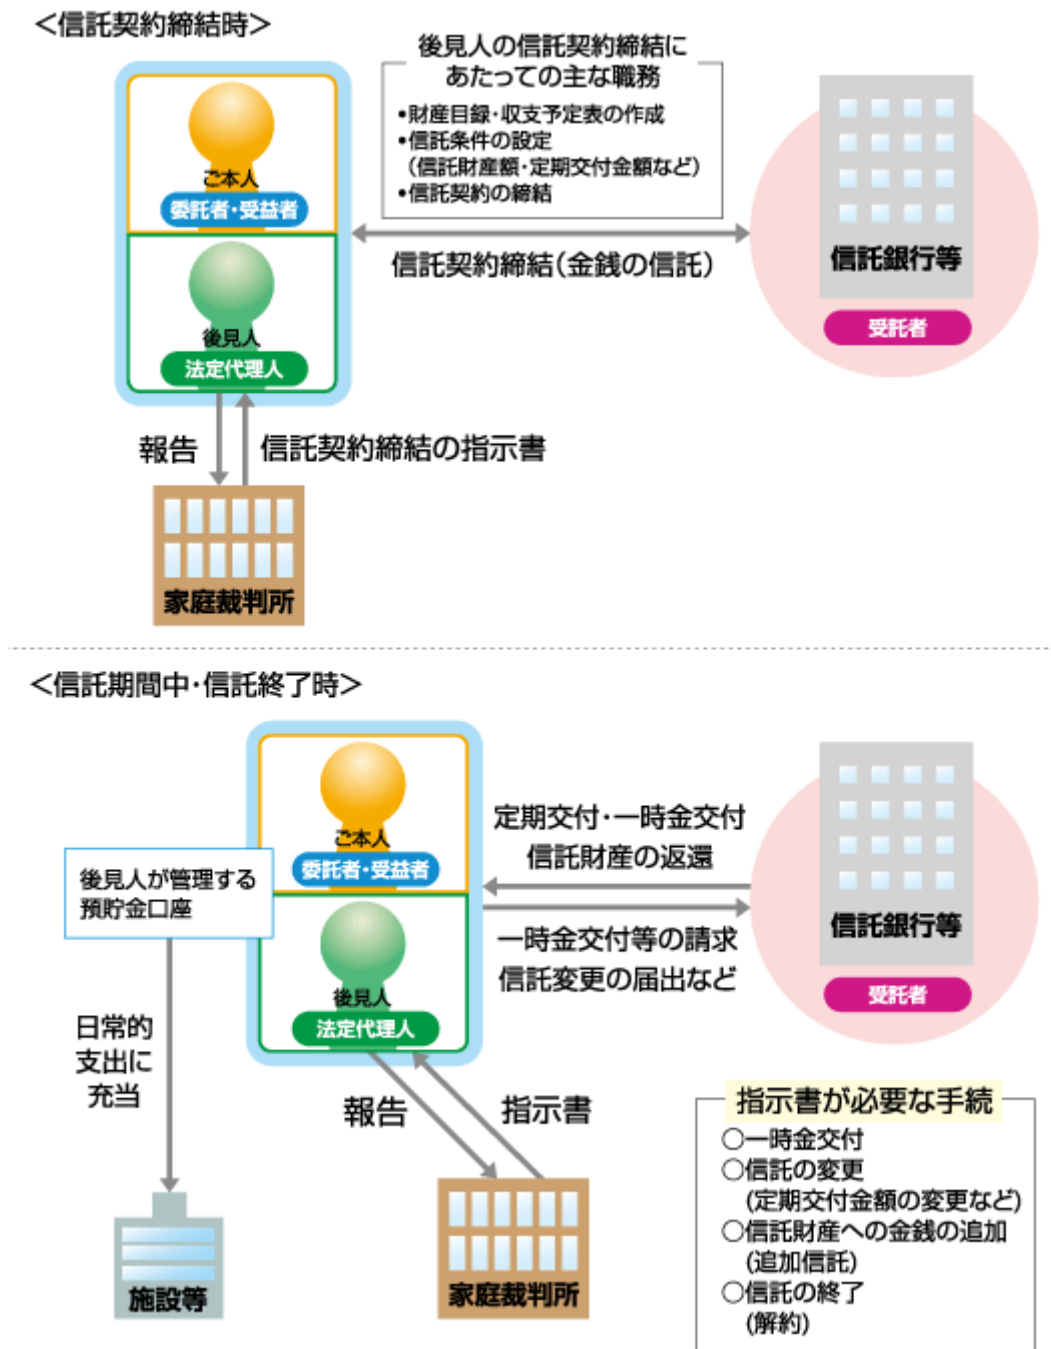 <信託契約締結時>
後見人の信託契約締結に
あたっての主な職務
•財産目録・収支予定表の作成
•信託条件の設定
(信託財産額・定期交付金額など)
•信託契約の締結
ご本人
委託者・受益者
後見人
法定代理人
信託契約締結(金銭の信託)
信託銀行等
受託者
報告
信託契約締結の指示書
家庭裁判所
<信託期間中・信託終了時>
ご本人
委託者・受益者
後見人
法定代理人
後見人が管理する
預貯金口座
定期交付・一時金交付
信託財産の返還
一時金交付等の請求
信託変更の届出など
信託銀行等
受託者
日常的
支出に
充当
報告
指示書
施設等
家庭裁判所
指示書が必要な手続
○一時金交付
○信託の変更
(定期交付金額の変更など)
○信託財産への金銭の追加
(追加信託)
○信託の終了
(解約)